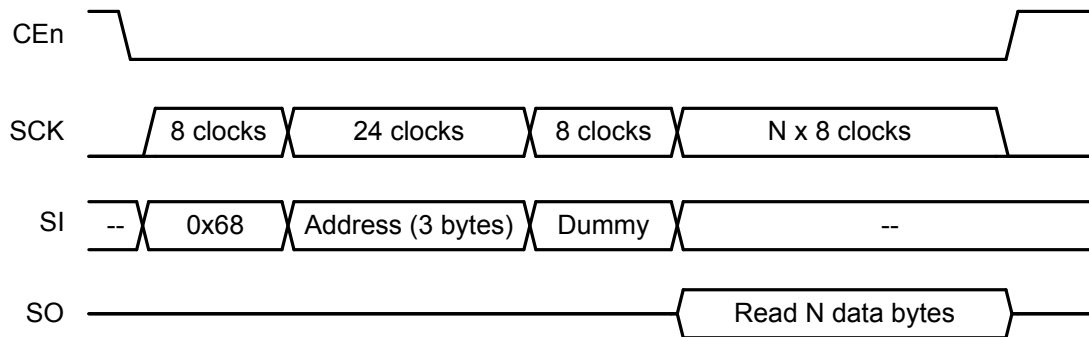 CEn
SCK 8 clocks 24 clocks 8 clocks N x 8 clocks
SI -- 0x68 Address (3 bytes) Dummy --
SO Read N data bytes